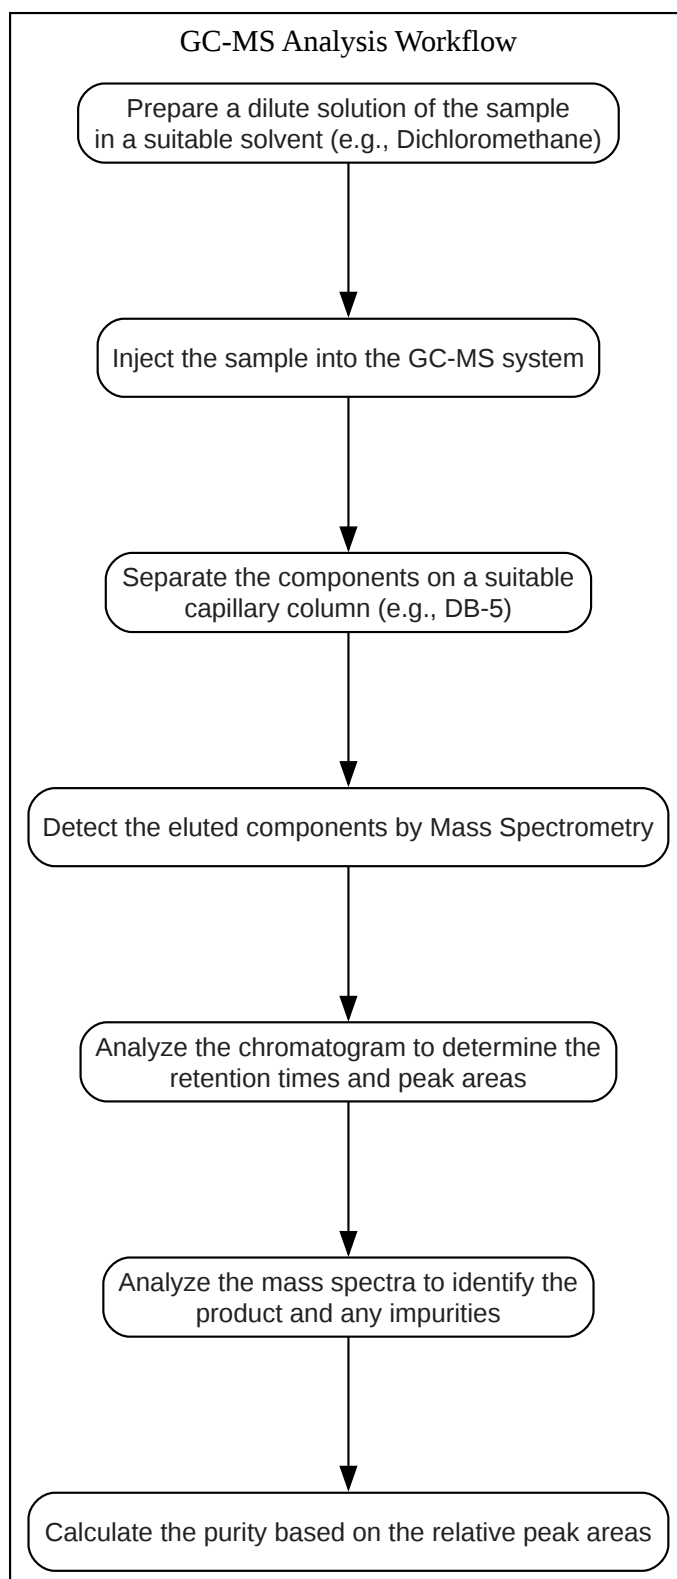 GC-MS Analysis Workflow
Prepare a dilute solution of the sample
in a suitable solvent (e.g., Dichloromethane)
Inject the sample into the GC-MS system
Separate the components on a suitable
capillary column (e.g., DB-5)
Detect the eluted components by Mass Spectrometry
Analyze the chromatogram to determine the
retention times and peak areas
Analyze the mass spectra to identify the
product and any impurities
Calculate the purity based on the relative peak areas